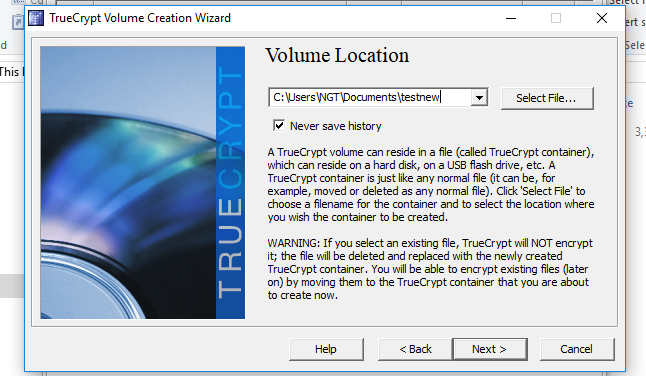 Cu
TrueCrypt Volume Creation Wizard
ert s
d
Sele
This
Volume Location
C:\Users\NGT\Documents\testnew
Select File...
Never save history
A TrueCrypt volume can reside in a file (called TrueCrypt container),
which can reside on a hard disk, on a USB flash drive, etc. A
TrueCrypt container is just like any normal file (it can be, for
example, moved or deleted as any normal file). Click 'Select File' to
choose a filename for the container and to select the location where
you wish the container to be created.
WARNING: If you select an existing file, TrueCrypt will NOT encrypt
it; the file will be deleted and replaced with the newly created
TrueCrypt container. You will be able to encrypt existing files (later
on) by moving them to the TrueCrypt container that you are about
to create now.
TRUECRYPT
3,
Help
< Back
Next >
Cancel